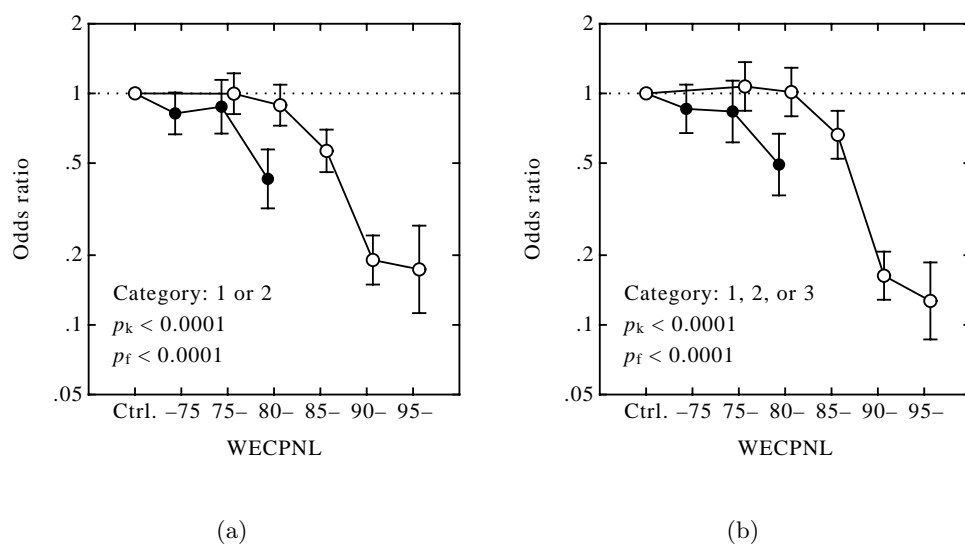 2
1
.5
.2
.1
.05
Odds ratio
Category: 1 or 2
pk < 0.0001
pf < 0.0001
Ctrl. –75 75– 80– 85– 90– 95–
WECPNL
(a)
2
1
.5
.2
.1
.05
Odds ratio
Category: 1, 2, or 3
pk < 0.0001
pf < 0.0001
Ctrl. –75 75– 80– 85– 90– 95–
WECPNL
(b)